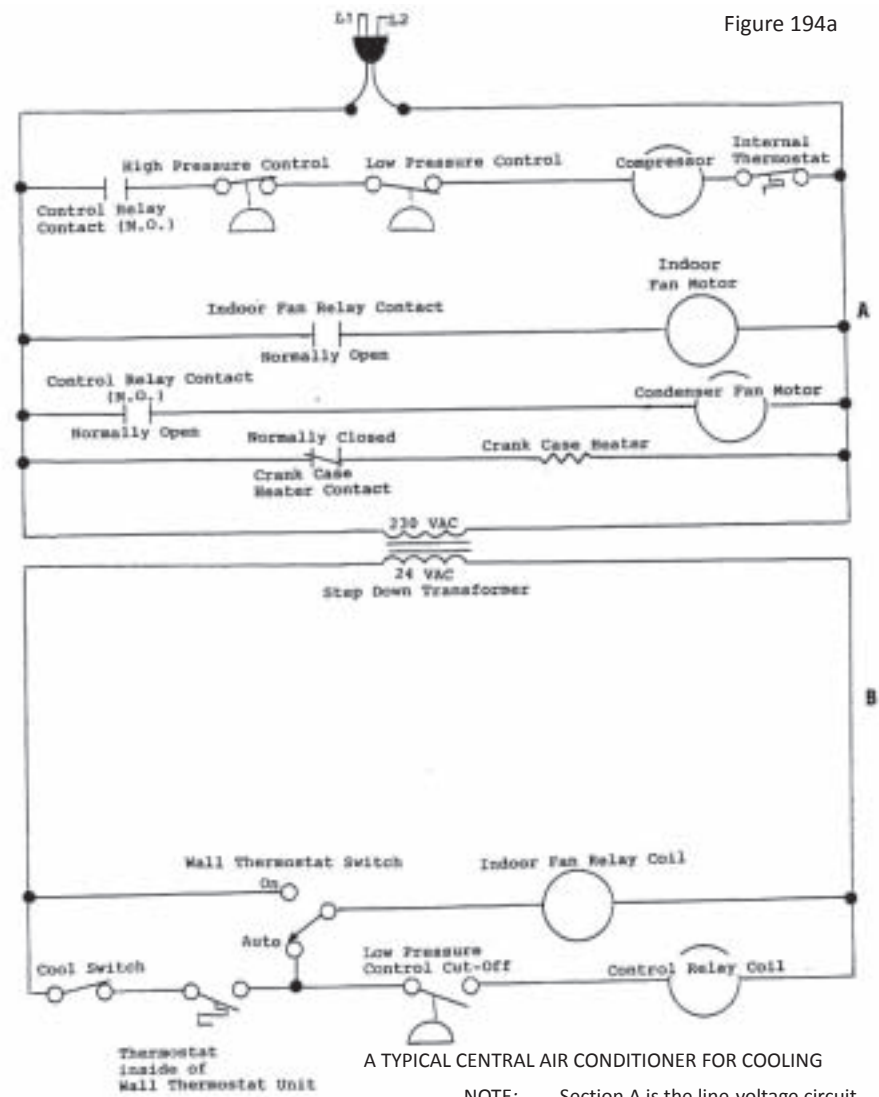 Figure 194a
L1 L2
High Pressure Control
Low Pressure Control
Compressor
Internal
Thermostat
Control Relay
Contact (N.O.)
Indoor
Fan Motor
Indoor Fan Relay Contact
A
Normally Open
Control Relay Contact
(N.O.)
Condenser Fan Motor
Normally Open
Normally Closed
Crank Case Heater
Crank Case
Heater Contact
230 VAC
24 VAC
Step Down Transformer
B
Wall Thermostat Switch
Indoor Fan Relay Coil
On
Auto
Low Pressure
Control Cut-Off
Cool Switch
Control Relay Coil
Thermostat
inside of
Wall Thermostat Unit
A TYPICAL CENTRAL AIR CONDITIONER FOR COOLING
NOTE: Section A is the line-voltage circuit